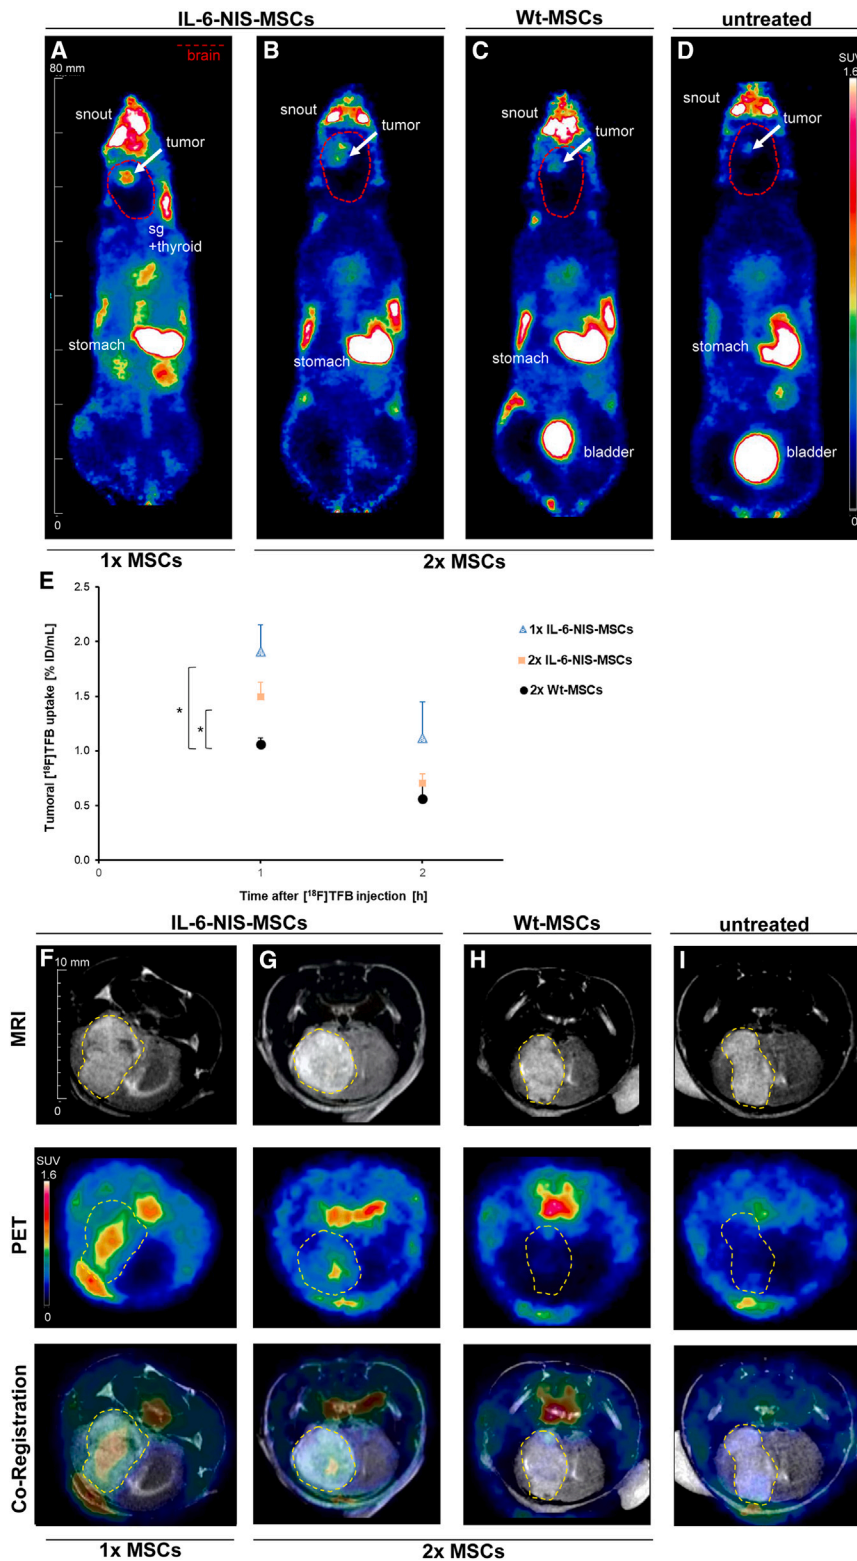 IL-6-NIS-MSCs Wt-MSCs untreated
A B C D
brain
80 mm
0
snout tumor
sg
+thyroid
stomach
snout tumor
stomach
snout tumor
stomach
bladder
snout tumor
stomach
bladder
SUV
1.6
0
1x MSCs 2x MSCs
E
Tumoral [¹⁸F]TFB uptake [% ID/mL]
2.5
2.0
1.5
1.0
0.5
0.0
* *
0 1 2
Time after [¹⁸F]TFB injection [h]
1x IL-6-NIS-MSCs
2x IL-6-NIS-MSCs
2x Wt-MSCs
IL-6-NIS-MSCs Wt-MSCs untreated
F G H I
MRI
10 mm
0
PET
SUV
1.6
0
Co-Registration
1x MSCs 2x MSCs